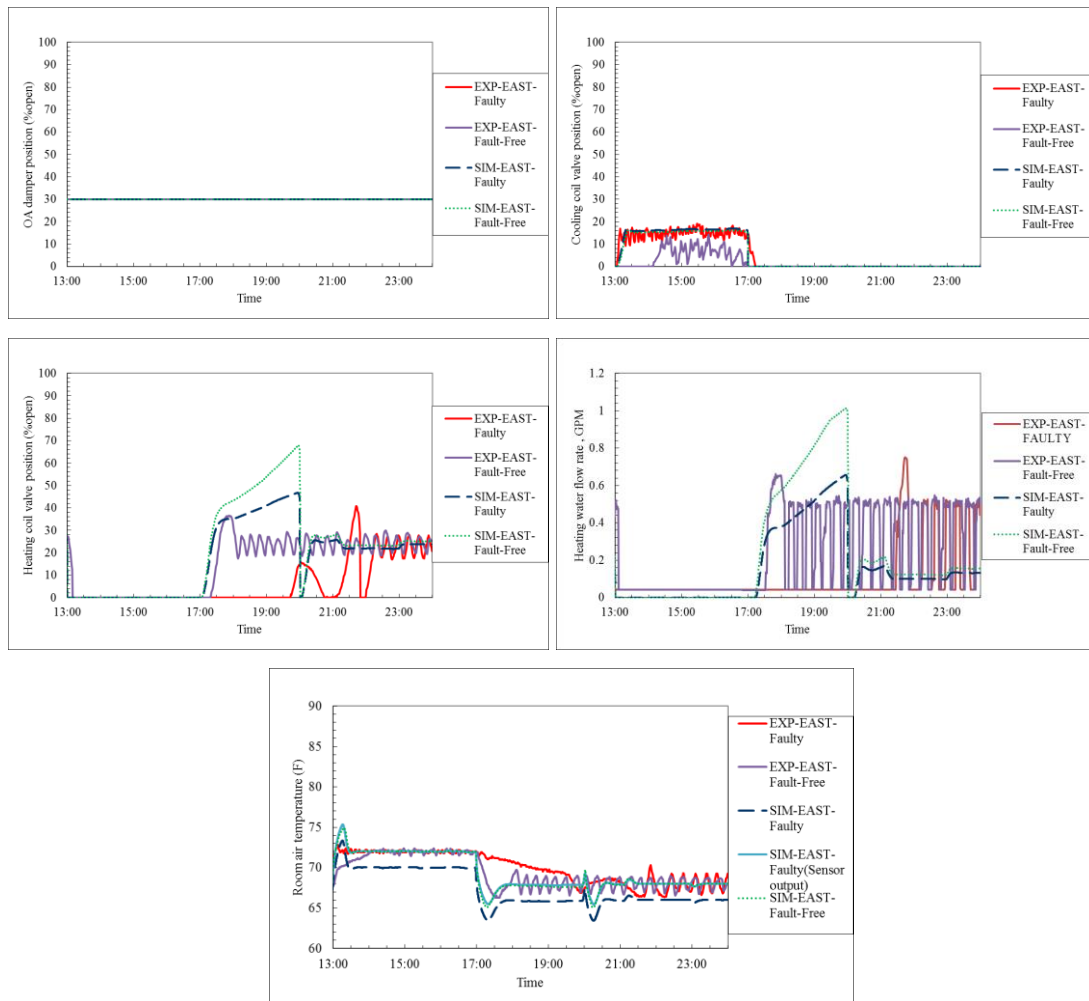 100
90
80
70
60
50
40
30
20
10
0
OA damper position (%open)
13:00 15:00 17:00 19:00 21:00 23:00
Time
EXP-EAST-
Faulty
EXP-EAST-
Fault-Free
SIM-EAST-
Faulty
SIM-EAST-
Fault-Free
100
90
80
70
60
50
40
30
20
10
0
Cooling coil valve position (%open)
13:00 15:00 17:00 19:00 21:00 23:00
Time
EXP-EAST-
Faulty
EXP-EAST-
Fault-Free
SIM-EAST-
Faulty
SIM-EAST-
Fault-Free
100
90
80
70
60
50
40
30
20
10
0
Heating coil valve position (%open)
13:00 15:00 17:00 19:00 21:00 23:00
Time
EXP-EAST-
Faulty
EXP-EAST-
Fault-Free
SIM-EAST-
Faulty
SIM-EAST-
Fault-Free
1.2
1
0.8
0.6
0.4
0.2
0
Heating water flow rate , GPM
13:00 15:00 17:00 19:00 21:00 23:00
Time
EXP-EAST-
FAULTY
EXP-EAST-
Fault-Free
SIM-EAST-
Faulty
SIM-EAST-
Fault-Free
90
85
80
75
70
65
60
Room air temperature (F)
13:00 15:00 17:00 19:00 21:00 23:00
Time
EXP-EAST-
Faulty
EXP-EAST-
Fault-Free
SIM-EAST-
Faulty
SIM-EAST-
Faulty(Sensor
output)
SIM-EAST-
Fault-Free